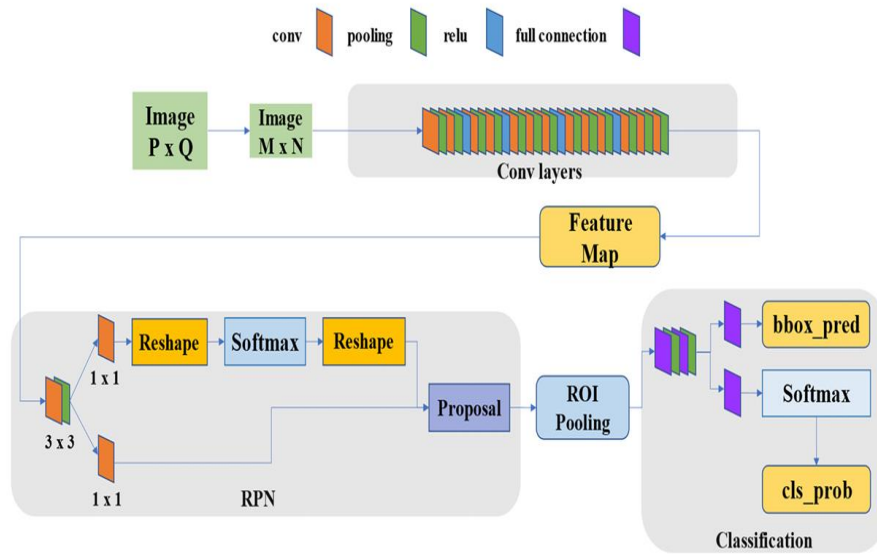 conv pooling relu full connection
Image
P x Q
Image
M x N
Conv layers
Feature
Map
Reshape
Softmax
Reshape
1 x 1
3 x 3
1 x 1
Proposal
RPN
ROI
Pooling
bbox_pred
Softmax
cls_prob
Classification